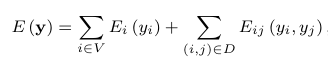 E (y) = ∑_{i∈V} E_i (y_i) + ∑_{(i,j)∈D} E_{ij} (y_i, y_j).